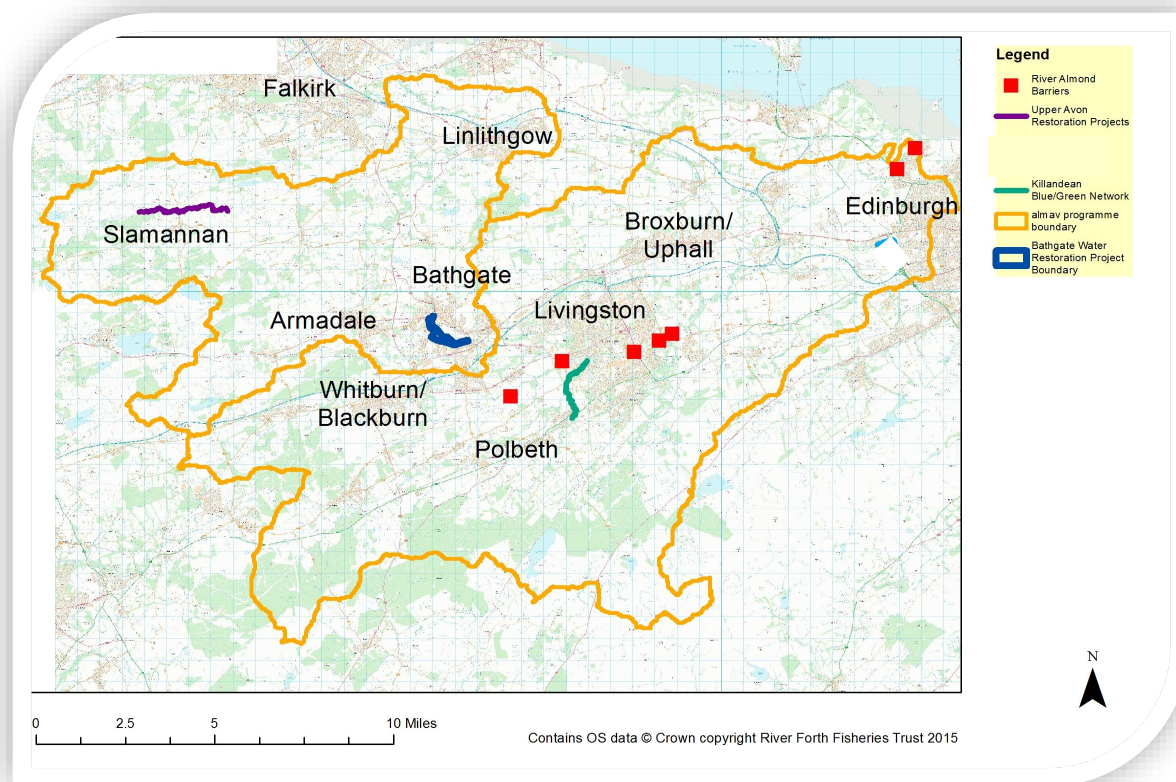 Falkirk
Linlithgow
Edinburgh
Broxburn/
Uphall
Slamannan
Bathgate
Livingston
Armadale
Whitburn/
Blackburn
Polbeth
Legend
River Almond
Barriers
Upper Avon
Restoration Projects
Killandean
Blue/Green Network
almav programme
boundary
Bathgate Water
Restoration Project
Boundary
N
0 2.5 5 10 Miles
Contains OS data © Crown copyright River Forth Fisheries Trust 2015